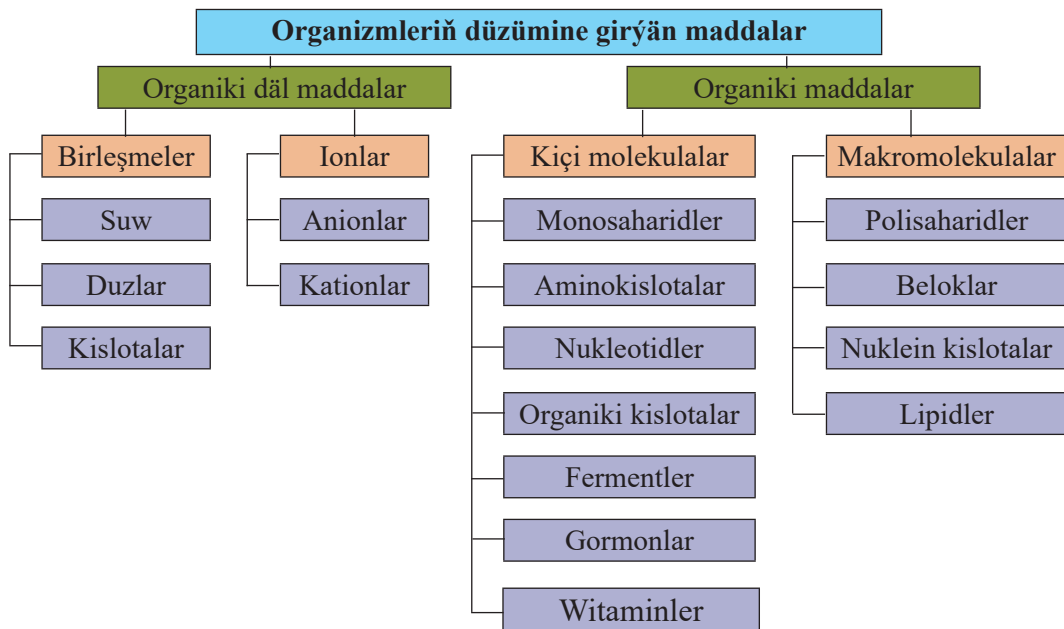 Organizmleriň düzümine girýän maddalar
Organiki däl maddalar
Organiki maddalar
Birleşmeler
Suw
Duzlar
Kislotalar
Ionlar
Anionlar
Kationlar
Kiçi molekulalar
Monosaharidler
Aminokislotalar
Nukleotidler
Organiki kislotalar
Fermentler
Gormonlar
Witaminler
Makromolekulalar
Polisaharidler
Beloklar
Nuklein kislotalar
Lipidler